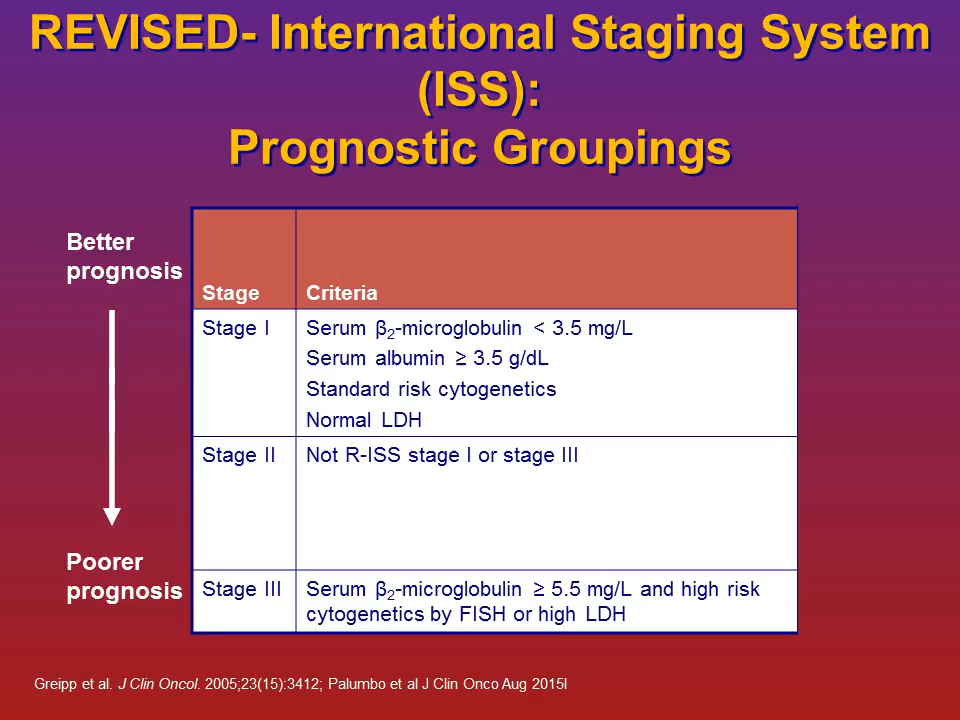 REVISED- International Staging System
(ISS):
Prognostic Groupings
Better
prognosis
Stage
Criteria
Stage I
Serum β₂-microglobulin < 3.5 mg/L
Serum albumin ≥ 3.5 g/dL
Standard risk cytogenetics
Normal LDH
Stage II
Not R-ISS stage I or stage III
Poorer
prognosis
Stage III
Serum β₂-microglobulin ≥ 5.5 mg/L and high risk
cytogenetics by FISH or high LDH
Greipp et al. J Clin Oncol. 2005;23(15):3412; Palumbo et al J Clin Onco Aug 2015l